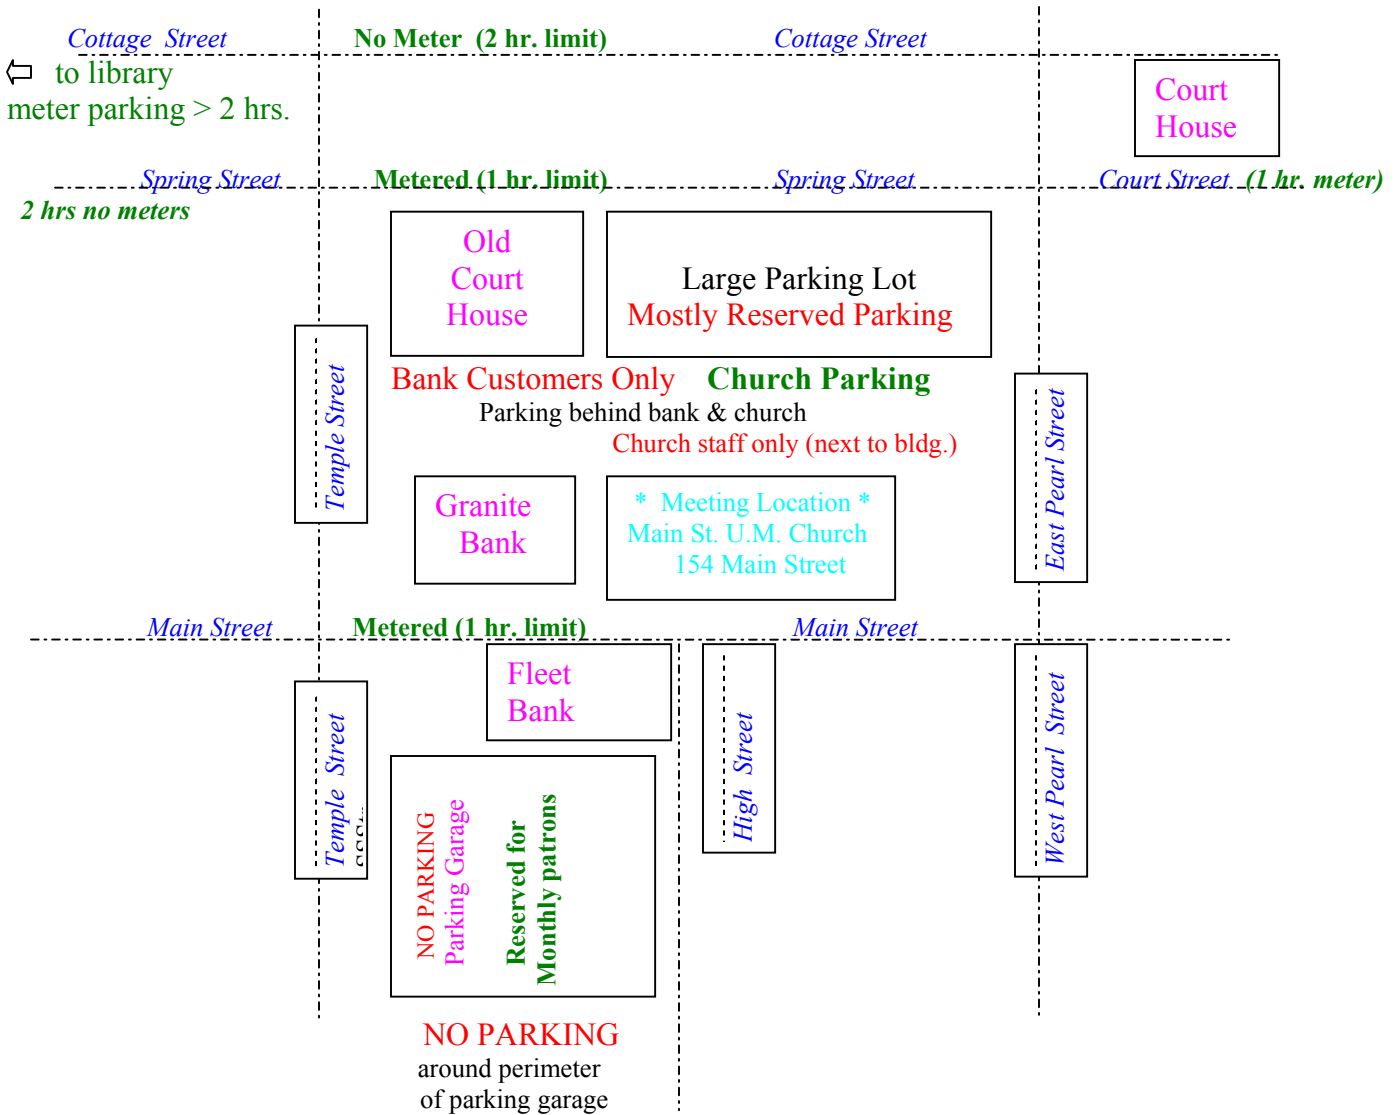 Cottage Street No Meter (2 hr. limit) Cottage Street
to library
meter parking > 2 hrs.
Court
House
Spring Street Metered (1 hr. limit) Spring Street Court Street (1 hr. meter)
2 hrs no meters
Old
Court
House
Large Parking Lot
Mostly Reserved Parking
Temple Street
Bank Customers Only Church Parking
Parking behind bank & church
Church staff only (next to bldg.)
East Pearl Street
Granite
Bank
* Meeting Location *
Main St. U.M. Church
154 Main Street
Main Street Metered (1 hr. limit) Main Street
Fleet
Bank
Temple Street
High Street
West Pearl Street
NO PARKING
Parking Garage
Reserved for
Monthly patrons
NO PARKING
around perimeter
of parking garage